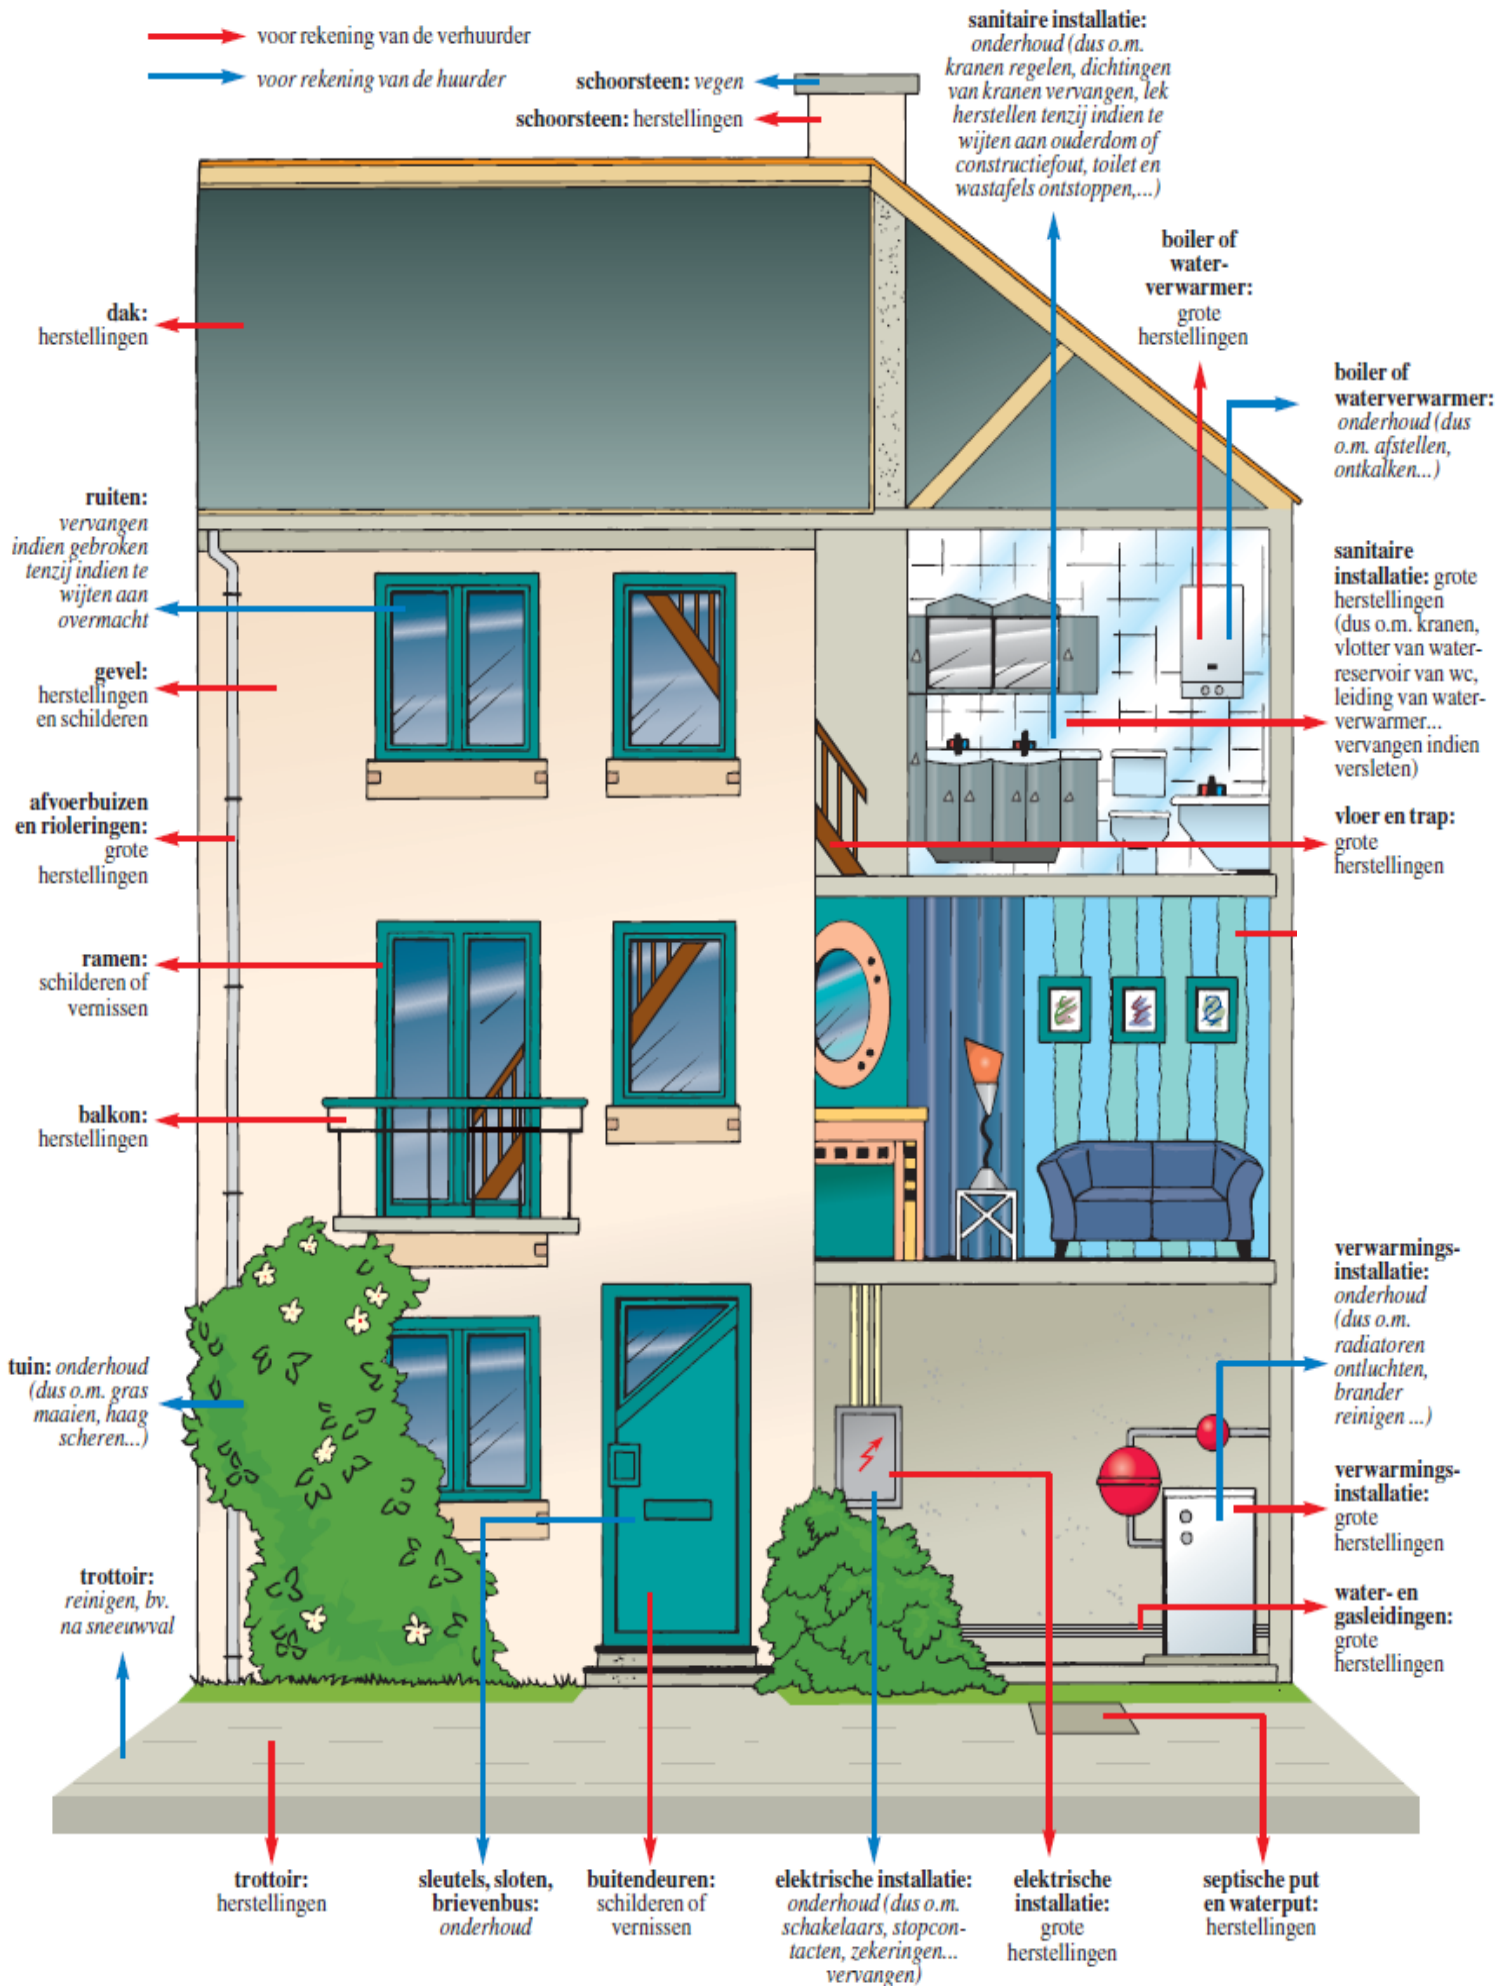 voor rekening van de verhuurder
voor rekening van de huurder
schoorsteen: vegen
schoorsteen: herstellingen
sanitaire installatie:
onderhoud (dus o.m.
kranen regelen, dichtingen
van kranen vervangen, lek
herstellen tenzij indien te
wijten aan ouderdom of
constructiefout, toilet en
wastafels ontstoppen,...)
boiler of
water-
verwarmer:
grote
herstellingen
boiler of
waterverwarmer:
onderhoud (dus
o.m. afstellen,
ontkalken...)
dak:
herstellingen
ruiten:
vervangen
indien gebroken
tenzij indien te
wijten aan
overmacht
gevel:
herstellingen
en schilderen
afvoerbuizen
en rioleringen:
grote
herstellingen
ramen:
schilderen of
vernissen
balkon:
herstellingen
tuin: onderhoud
(dus o.m. gras
maaien, haag
scheren...)
trottoir:
reinigen, bv.
na sneeuwval
sanitaire
installatie: grote
herstellingen
(dus o.m. kranen,
vlotter van water-
reservoir van wc,
leiding van water-
verwarmer...
vervangen indien
versleten)
vloer en trap:
grote
herstellingen
verwarmings-
installatie:
onderhoud
(dus o.m.
radiatoren
ontluchten,
brander
reinigen ...)
verwarmings-
installatie:
grote
herstellingen
water- en
gasleidingen:
grote
herstellingen
trottoir:
herstellingen
sleutels, sloten,
brievenbus:
onderhoud
buitendeuren:
schilderen of
vernissen
elektrische installatie:
onderhoud (dus o.m.
schakelaars, stopcon-
tacten, zekeringen...
vervangen)
elektrische
installatie:
grote
herstellingen
septische put
en waterput:
herstellingen